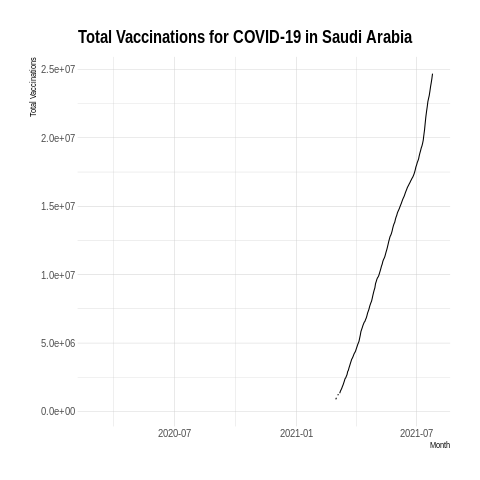 Total Vaccinations for COVID-19 in Saudi Arabia
Total Vaccinations
2.5e+07
2.0e+07
1.5e+07
1.0e+07
5.0e+06
0.0e+00
2020-07 2021-01 2021-07
Month